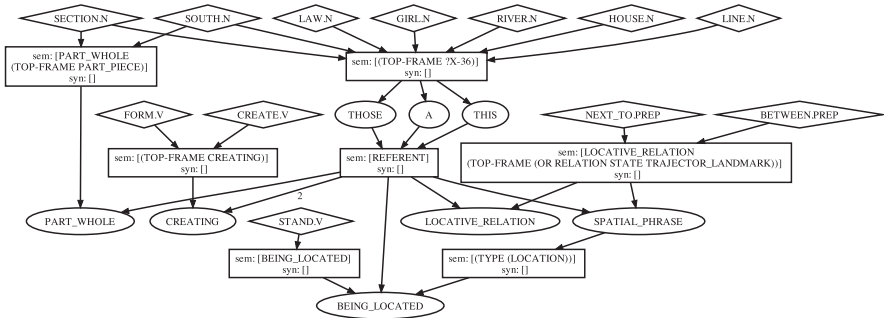 SECTION.N SOUTH.N LAW.N GIRL.N RIVER.N HOUSE.N LINE.N
sem: [PART_WHOLE
(TOP-FRAME PART_PIECE)]
syn: []
sem: [(TOP-FRAME ?X-36)]
syn: []
THOSE A THIS
FORM.V CREATE.V
NEXT_TO.PREP BETWEEN.PREP
sem: [(TOP-FRAME CREATING)]
syn: []
sem: [REFERENT]
syn: []
sem: [LOCATIVE_RELATION
(TOP-FRAME (OR RELATION STATE TRAJECTOR_LANDMARK))]
syn: []
2
PART_WHOLE CREATING STAND.V LOCATIVE_RELATION SPATIAL_PHRASE
sem: [BEING_LOCATED]
syn: []
sem: [(TYPE (LOCATION))]
syn: []
BEING_LOCATED